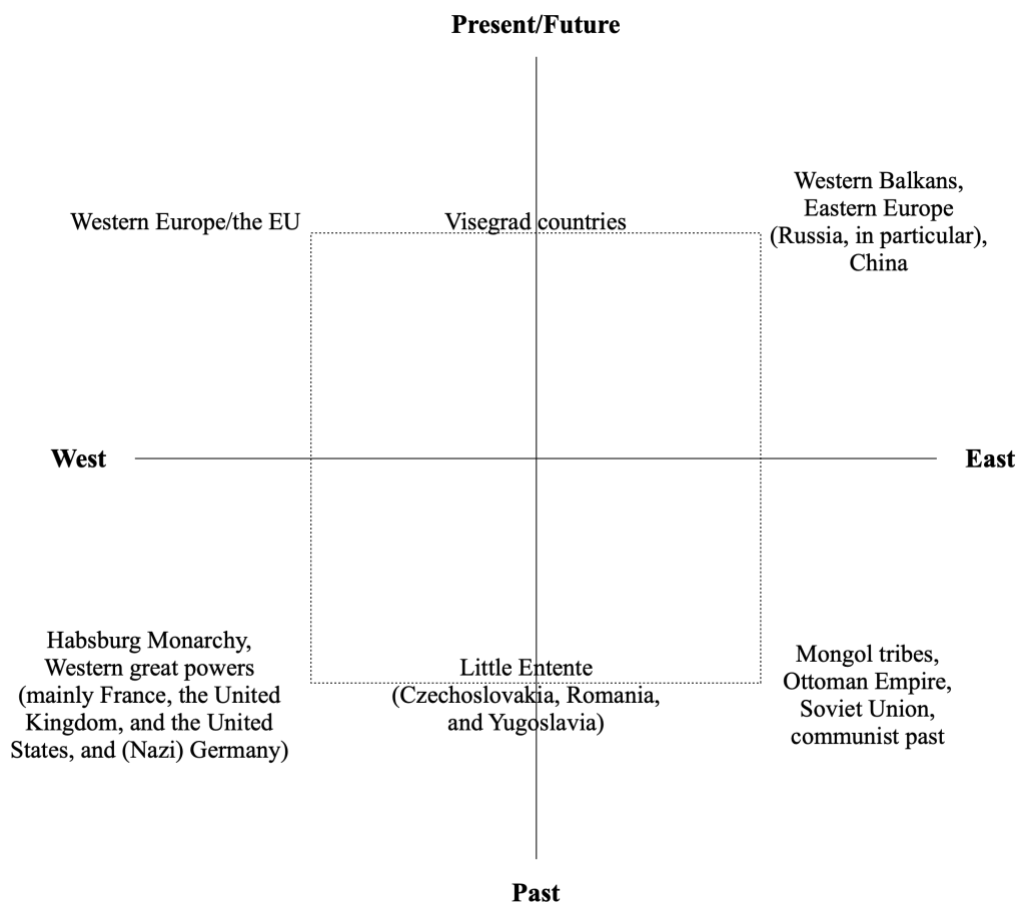 Present/Future
Western Europe/the EU
Visegrad countries
Western Balkans,
Eastern Europe
(Russia, in particular),
China
West
East
Habsburg Monarchy,
Western great powers
(mainly France, the United
Kingdom, and the United
States, and (Nazi) Germany)
Little Entente
(Czechoslovakia, Romania,
and Yugoslavia)
Mongol tribes,
Ottoman Empire,
Soviet Union,
communist past
Past